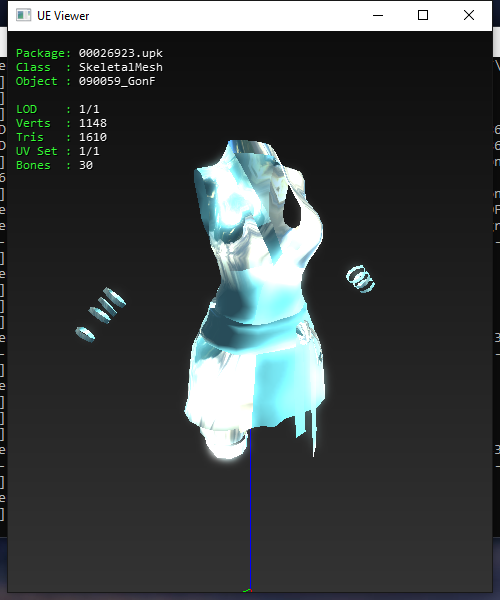 UE Viewer
Package: 00026923.upk
Class : SkeletalMesh
Object : 090059_GonF
LOD : 1/1
Verts : 1148
Tris : 1610
UV Set : 1/1
Bones : 30